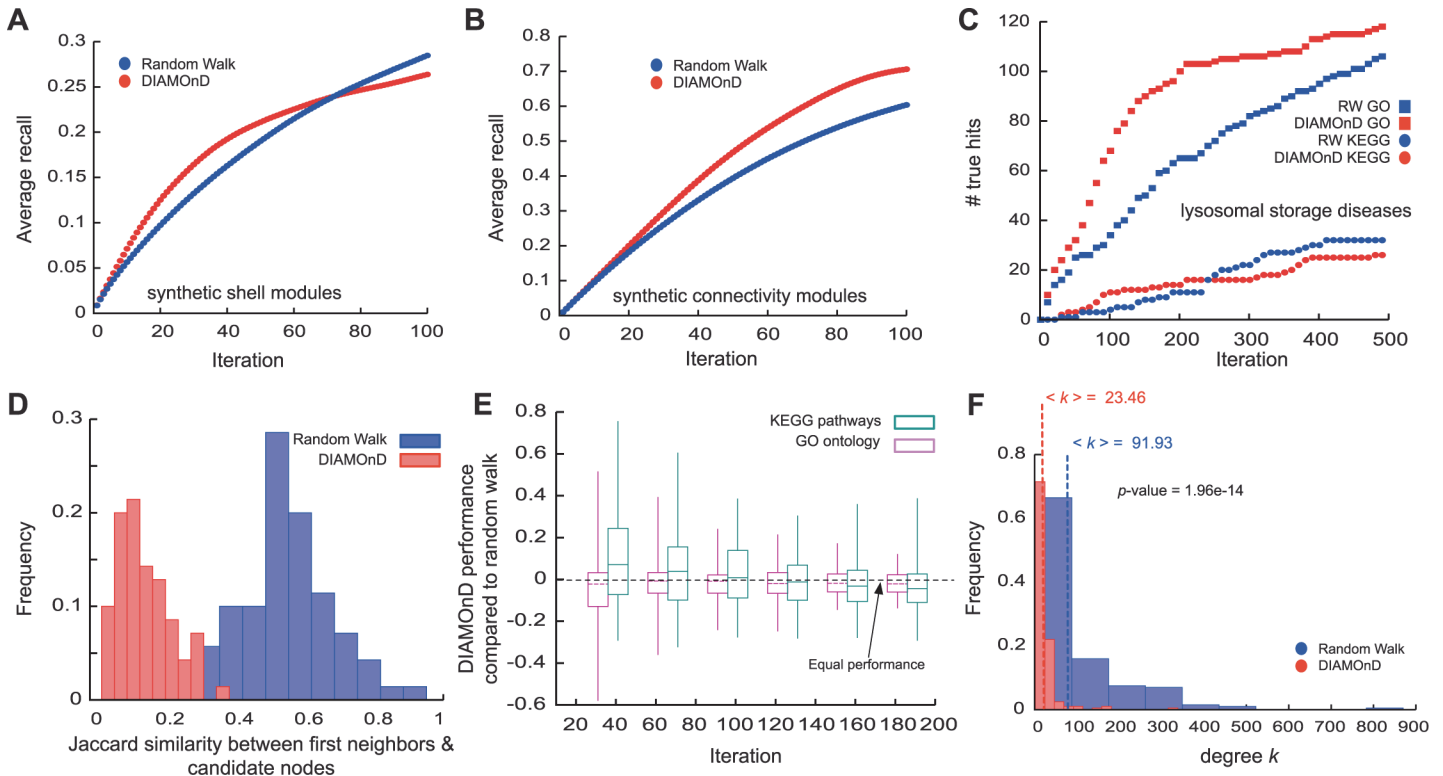 A
0.3
0.25
0.2
0.15
0.1
0.05
0
Average recall
Random Walk
DIAMOnD
synthetic shell modules
0 20 40 60 80 100
Iteration
B
0.8
0.7
0.6
0.5
0.4
0.3
0.2
0.1
0
Average recall
Random Walk
DIAMOnD
synthetic connectivity modules
0 20 40 60 80 100
Iteration
C
120
100
80
60
40
20
0
# true hits
RW GO
DIAMOnD GO
RW KEGG
DIAMOnD KEGG
lysosomal storage diseases
0 100 200 300 400 500
Iteration
D
0.3
0.2
0.1
0
Frequency
Random Walk
DIAMOnD
0 0.2 0.4 0.6 0.8 1
Jaccard similarity between first neighbors &
candidate nodes
E
0.8
0.6
0.4
0.2
0
-0.2
-0.4
-0.6
DIAMOnD performance
compared to random walk
KEGG pathways
GO ontology
Equal performance
20 40 60 80 100 120 140 160 180 200
Iteration
F
< k > = 23.46
< k > = 91.93
p-value = 1.96e-14
0.8
0.6
0.4
0.2
0
Frequency
Random Walk
DIAMOnD
0 100 200 300 400 500 600 700 800 900
degree k